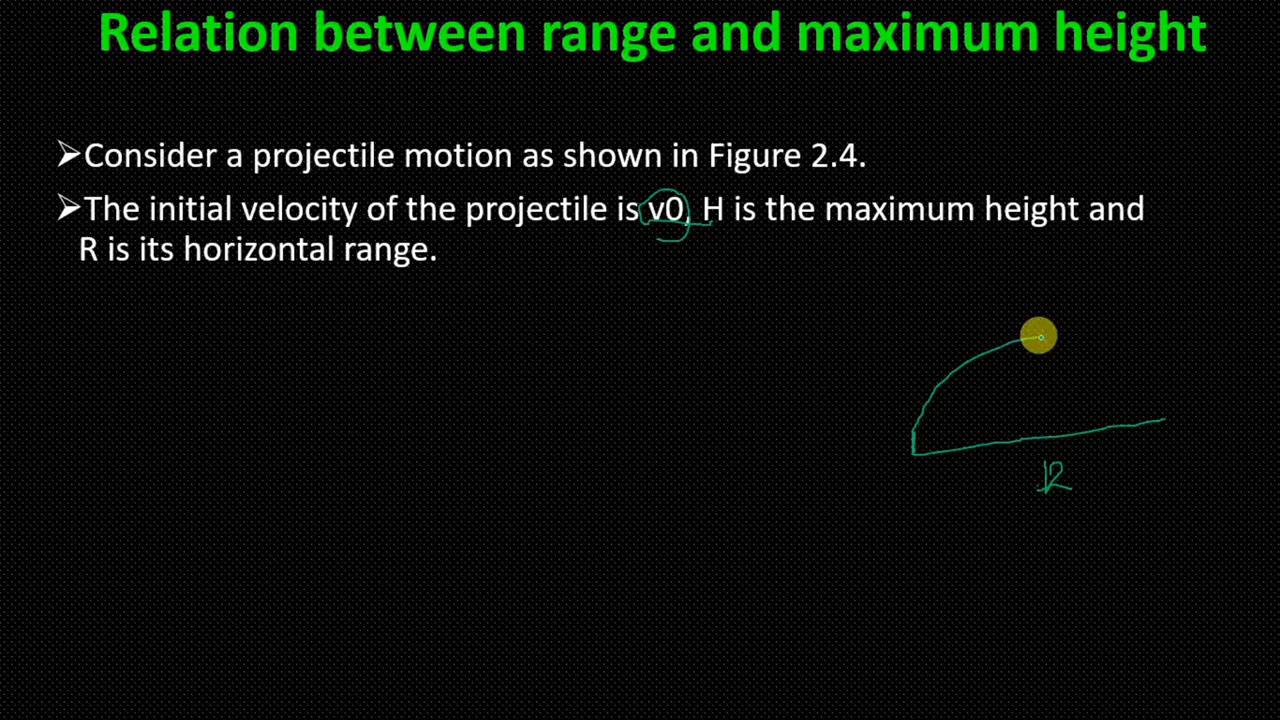 Relation between range and maximum height
➢Consider a projectile motion as shown in Figure 2.4.
➢The initial velocity of the projectile is v0, H is the maximum height and
R is its horizontal range.
R